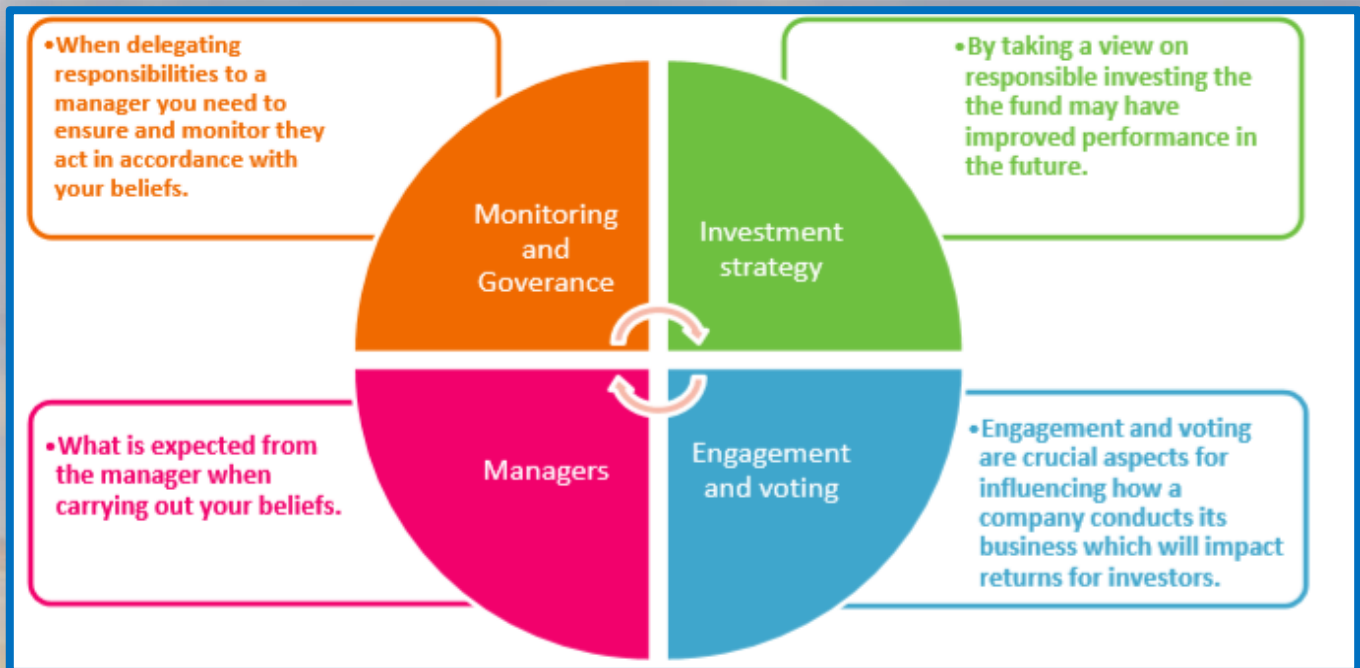 •When delegating
responsibilities to a
manager you need to
ensure and monitor they
act in accordance with
your beliefs.
•By taking a view on
responsible investing the
the fund may have
improved performance in
the future.
Monitoring
and
Goverance
Investment
strategy
•What is expected from
the manager when
carrying out your beliefs.
Managers
Engagement
and voting
•Engagement and voting
are crucial aspects for
influencing how a
company conducts its
business which will impact
returns for investors.